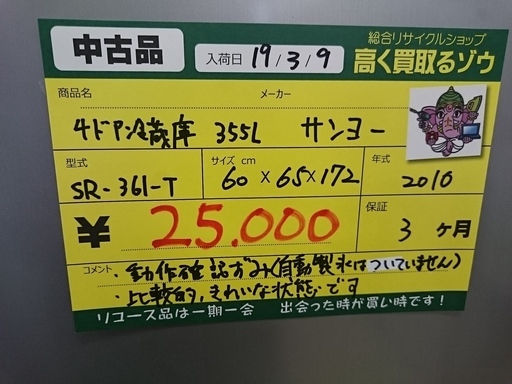 中古品
入荷日 19/3/9
総合リサイクルショップ
高く買取るゾウ
商品名 メーカー
4ドア冷蔵庫 355L サンヨー
型式 サイズ cm 年式
SR-361-T 60×65×172 2010
¥ 25.000
保証
3ヶ月
コメント ・動作確認ずみ(自動製氷はついていません)
・比較的、きれいな状態です
リユース品は一期一会 出会った時が買い時です!